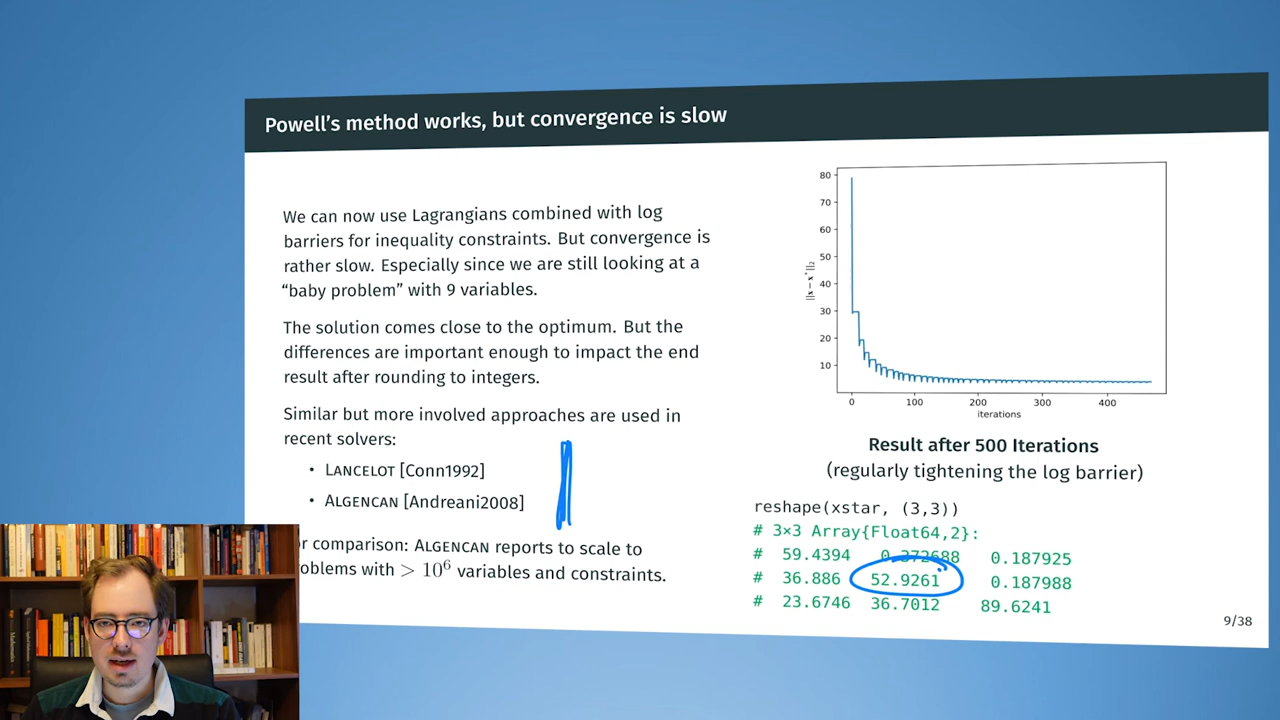 Powell's method works, but convergence is slow
We can now use Lagrangians combined with log
barriers for inequality constraints. But convergence is
rather slow. Especially since we are still looking at a
“baby problem” with 9 variables.
The solution comes close to the optimum. But the
differences are important enough to impact the end
result after rounding to integers.
Similar but more involved approaches are used in
recent solvers:
• LANCELOT [Conn1992]
• ALGENCAN [Andreani2008]
comparison: ALGENCAN reports to scale to
with > 10⁶ variables and constraints.
80
70
60
50
40
30
20
10
||x − x*||₂
0 100 200 300 400
iterations
Result after 500 Iterations
(regularly tightening the log barrier)
reshape(xstar, (3,3))
# 3×3 Array{Float64,2}:
# 59.4394 0.372688 0.187925
# 36.886 52.9261 0.187988
# 23.6746 36.7012 89.6241
9/38